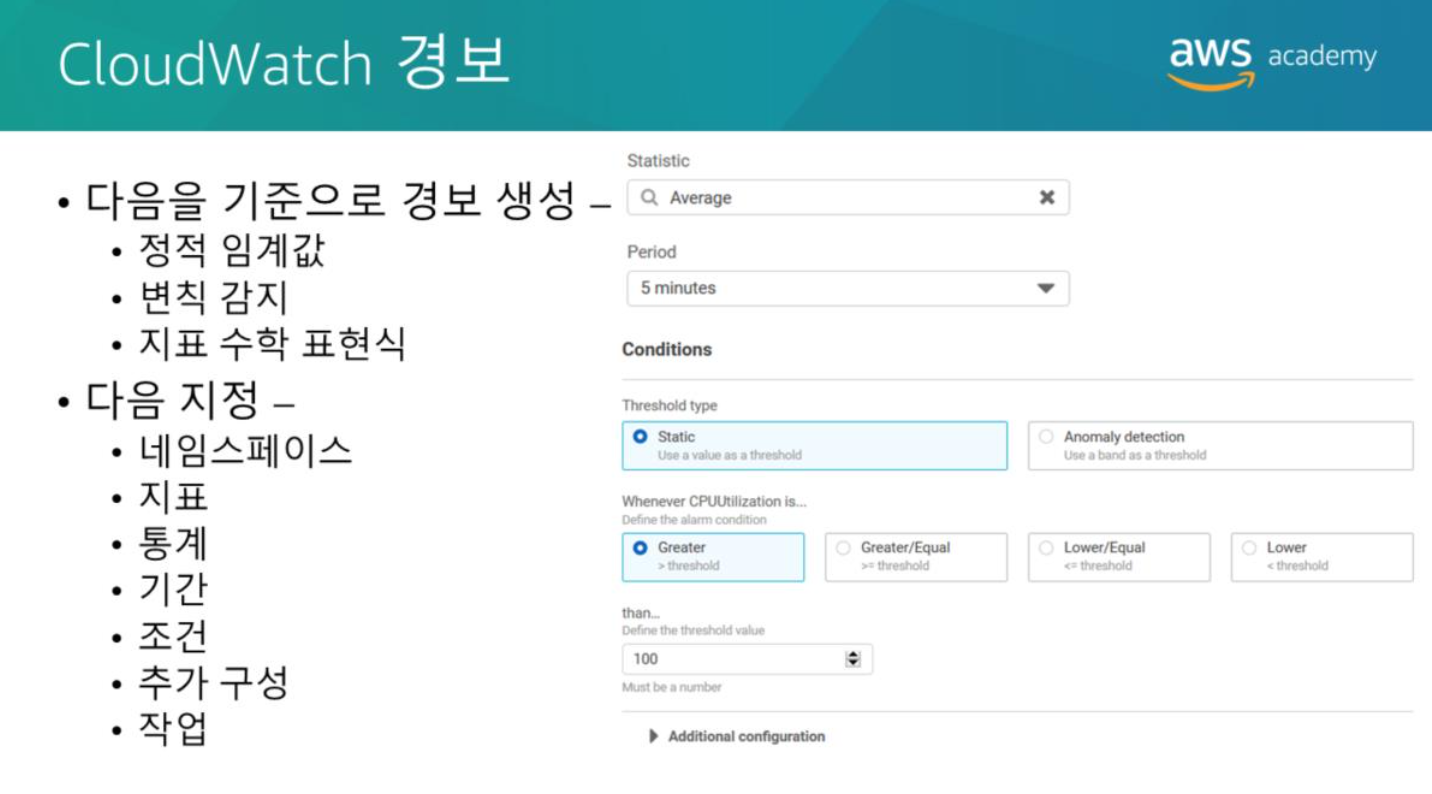 CloudWatch 경보
aws academy
• 다음을 기준으로 경보 생성 –
• 정적 임계값
• 변칙 감지
• 지표 수학 표현식
• 다음 지정 –
• 네임스페이스
• 지표
• 통계
• 기간
• 조건
• 추가 구성
• 작업
Statistic
Average
Period
5 minutes
Conditions
Threshold type
Static
Use a value as a threshold
Anomaly detection
Use a band as a threshold
Whenever CPUUtilization is...
Define the alarm condition
Greater
> threshold
Greater/Equal
>= threshold
Lower/Equal
<= threshold
Lower
< threshold
than...
Define the threshold value
100
Must be a number
Additional configuration